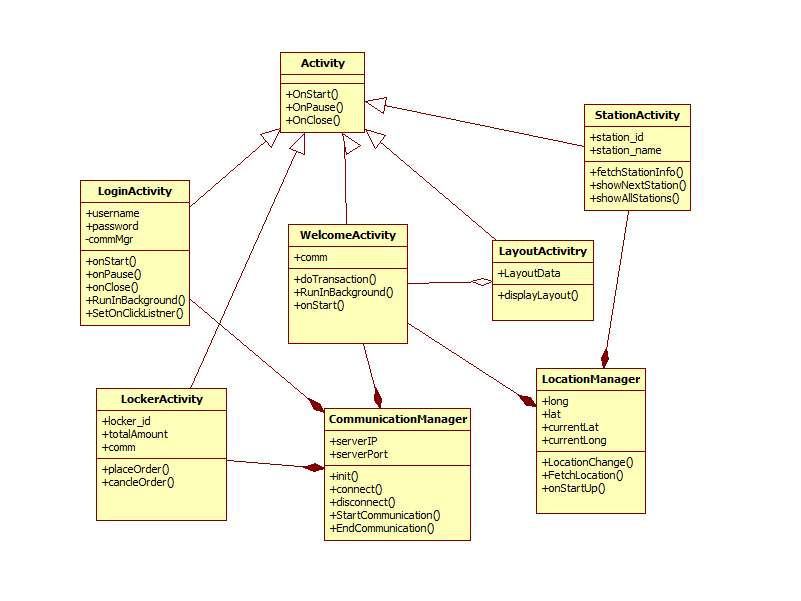 Activity
+OnStart()
+OnPause()
+OnClose()
StationActivity
+station_id
+station_name
+fetchStationInfo()
+showNextStation()
+showAllStations()
LoginActivity
+username
+password
-commMgr
+onStart()
+onPause()
+onClose()
+RunInBackground()
+SetOnClickListner()
WelcomeActivity
+comm
+doTransaction()
+RunInBackground()
+onStart()
LayoutActivitry
+LayoutData
+displayLayout()
LockerActivity
+locker_id
+totalAmount
+comm
+placeOrder()
+cancleOrder()
CommunicationManager
+serverIP
+serverPort
+init()
+connect()
+disconnect()
+StartCommunication()
+EndCommunication()
LocationManager
+long
+lat
+currentLat
+currentLong
+LocationChange()
+FetchLocation()
+onStartUp()